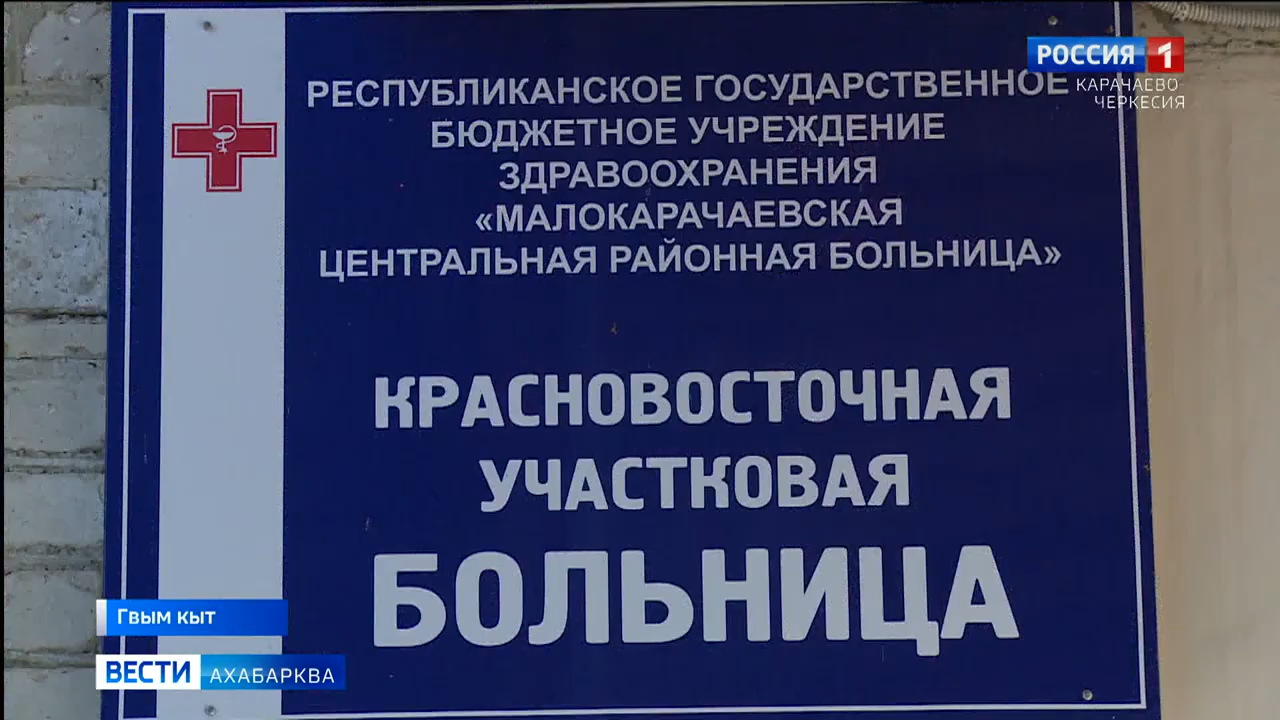 РОССИЯ 1
КАРАЧАЕВО-
ЧЕРКЕСИЯ
РЕСПУБЛИКАНСКОЕ ГОСУДАРСТВЕННОЕ
БЮДЖЕТНОЕ УЧРЕЖДЕНИЕ
ЗДРАВООХРАНЕНИЯ
«МАЛОКАРАЧАЕВСКАЯ
ЦЕНТРАЛЬНАЯ РАЙОННАЯ БОЛЬНИЦА»
КРАСНОВОСТОЧНАЯ
УЧАСТКОВАЯ
БОЛЬНИЦА
Гвым кыт
ВЕСТИ АХАБАРКВА